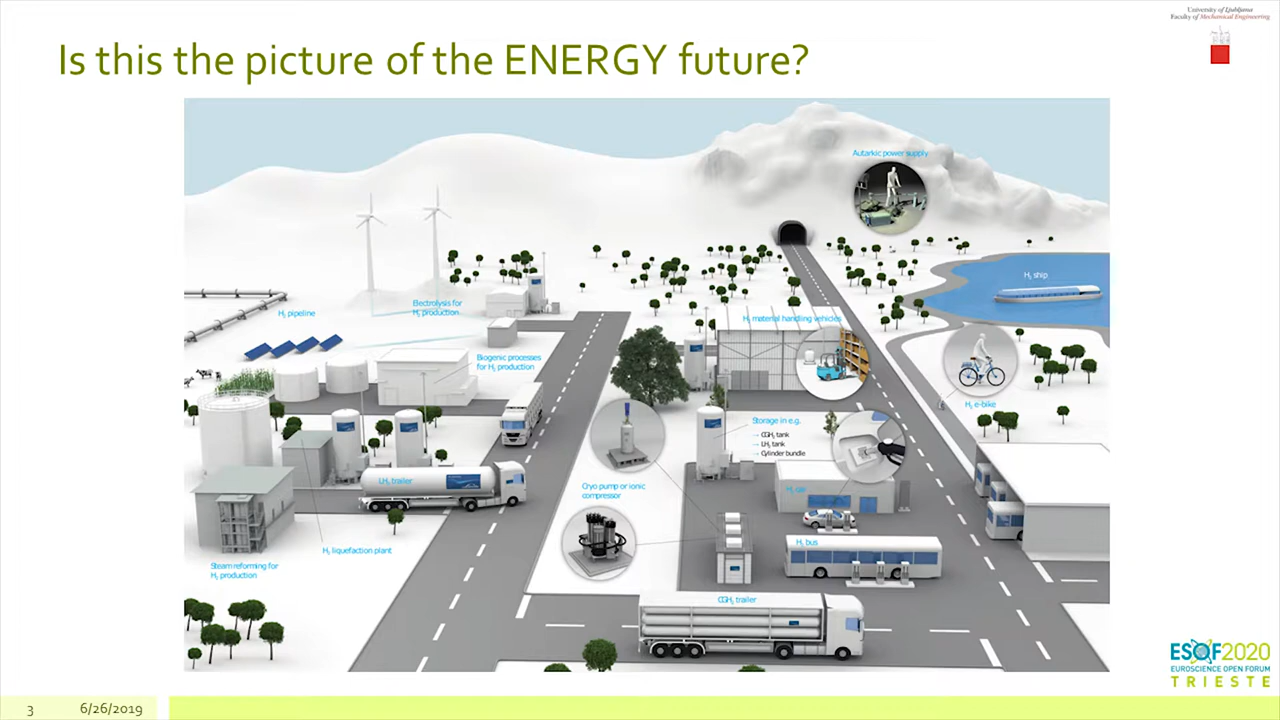 University of Ljubljana
Faculty of Mechanical Engineering
Is this the picture of the ENERGY future?
Autarkic power supply
H₂ ship
H₂ pipeline
Electrolysis for
H₂ production
H₂ material handling vehicles
Biogenic processes
for H₂ production
H₂ e-bike
Storage in e.g.
→ CGH₂ tank
→ LH₂ tank
→ Cylinder bundle
LH₂ trailer
Cryo pump or ionic
compressor
H₂ car
H₂ bus
H₂ liquefaction plant
Steam reforming for
H₂ production
CGH₂ trailer
ESOF2020
EUROSCIENCE OPEN FORUM
TRIESTE
3 6/26/2019